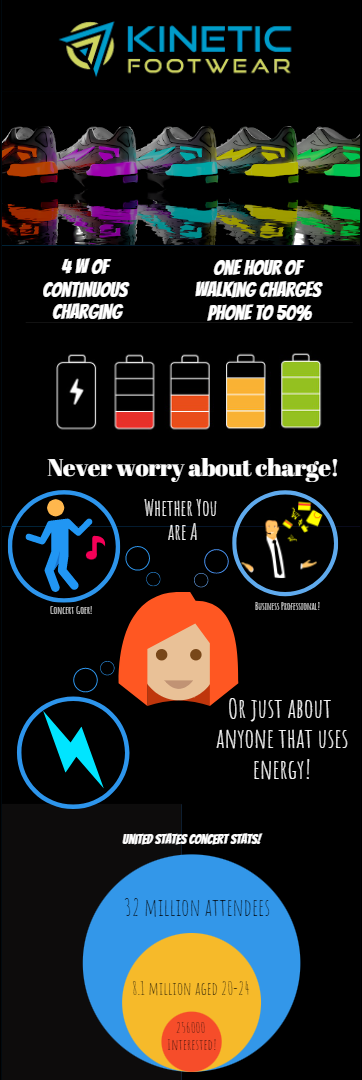 KINETIC
FOOTWEAR
4 W OF
CONTINUOUS
CHARGING
ONE HOUR OF
WALKING CHARGES
PHONE TO 50%
Never worry about charge!
Whether You
are A
Concert Goer!
Business Professional!
Or just about
anyone that uses
energy!
UNITED STATES CONCERT STATS!
32 million attendees
8.1 million aged 20-24
256000
Interested!